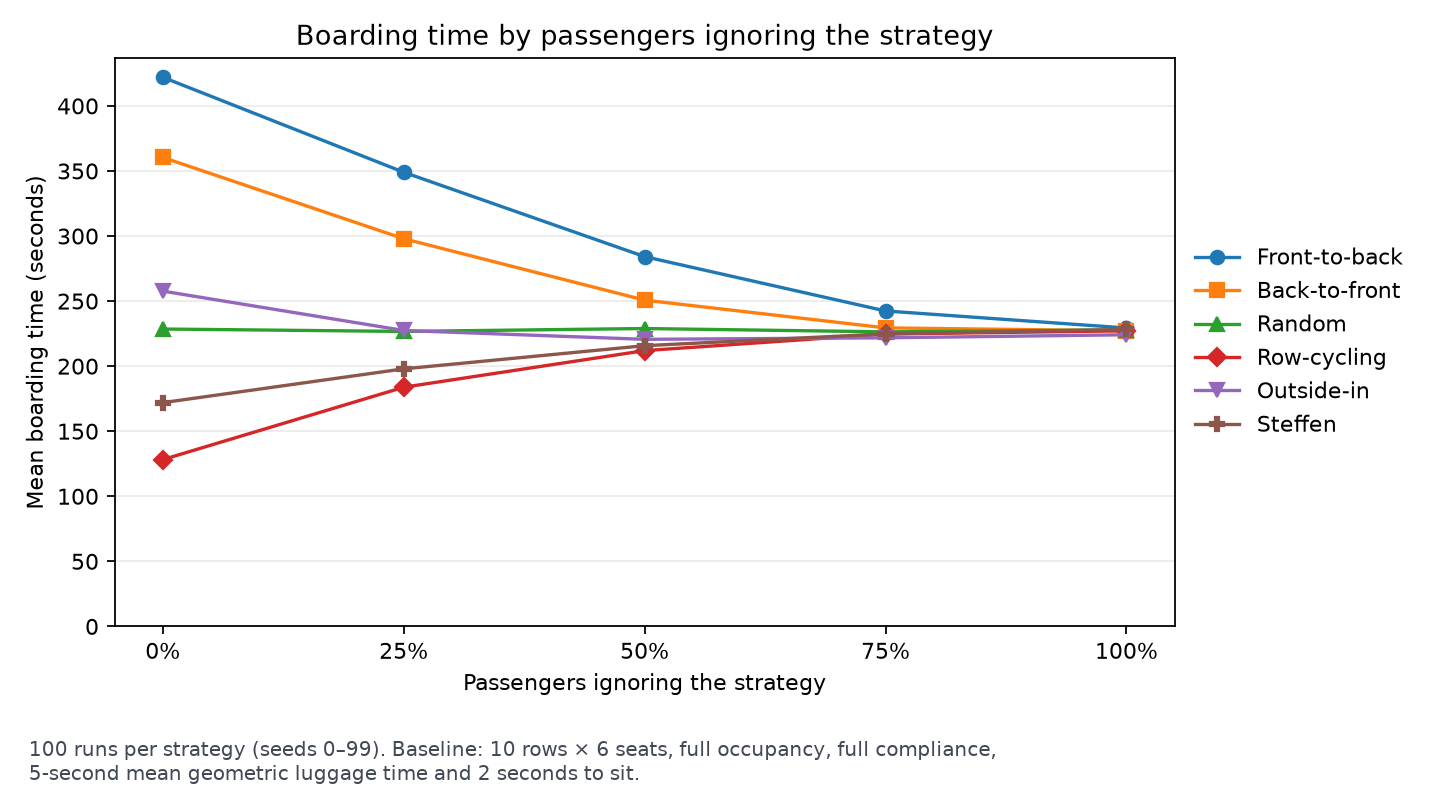 Boarding time by passengers ignoring the strategy
Mean boarding time (seconds)
400
350
300
250
200
150
100
50
0
0%
25%
50%
75%
100%
Passengers ignoring the strategy
Front-to-back
Back-to-front
Random
Row-cycling
Outside-in
Steffen
100 runs per strategy (seeds 0–99). Baseline: 10 rows × 6 seats, full occupancy, full compliance,
5-second mean geometric luggage time and 2 seconds to sit.